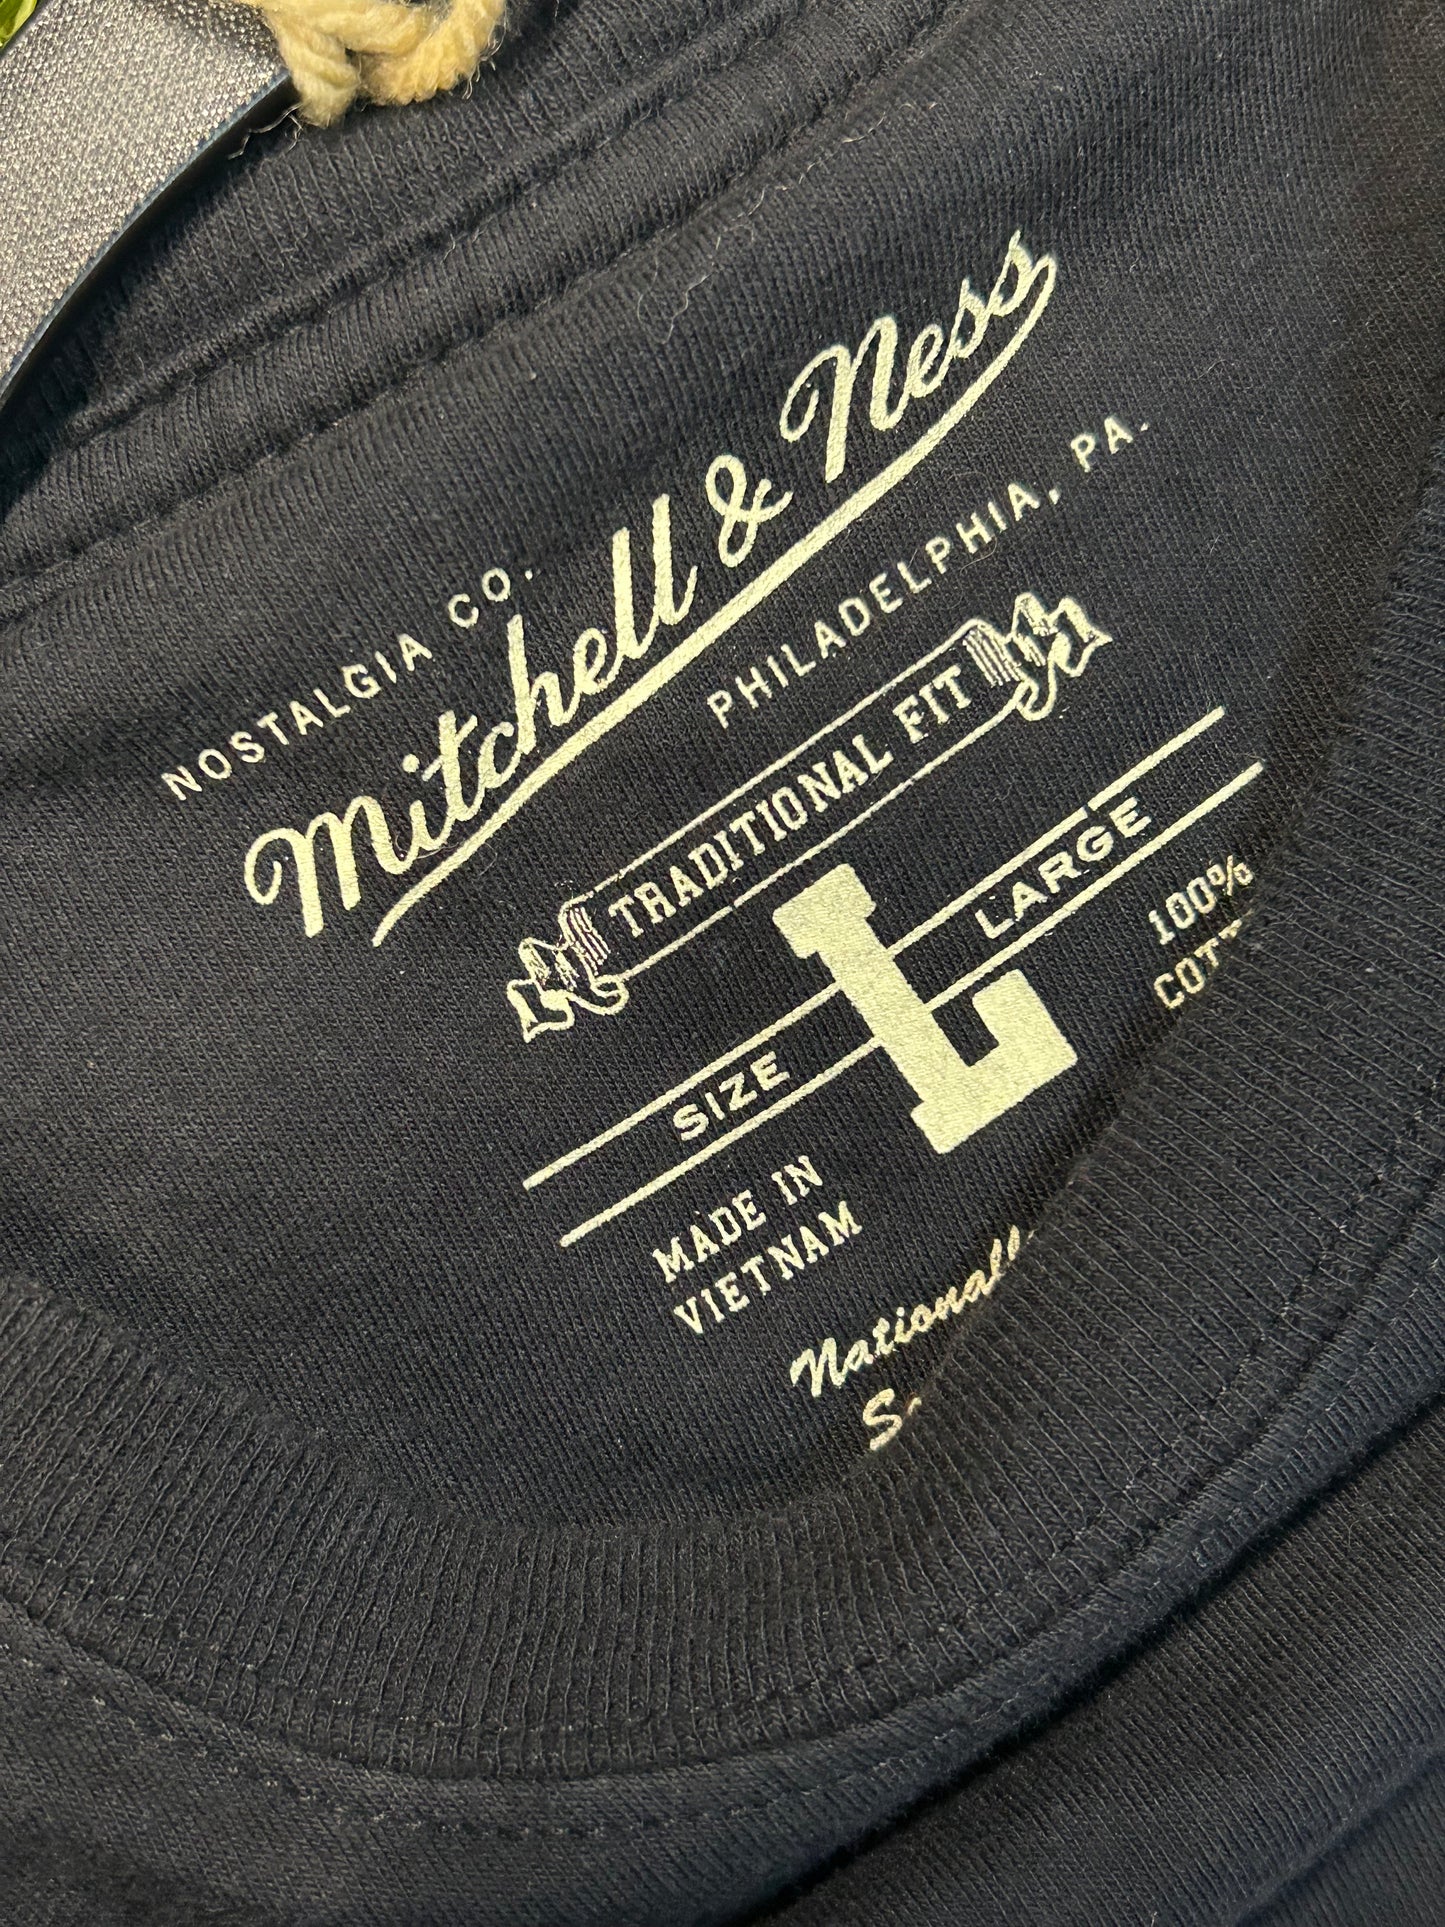 NOSTALGIA CO.
Mitchell & Ness
PHILADELPHIA, PA.
TRADITIONAL FIT
SIZE L LARGE
MADE IN
VIETNAM
100%